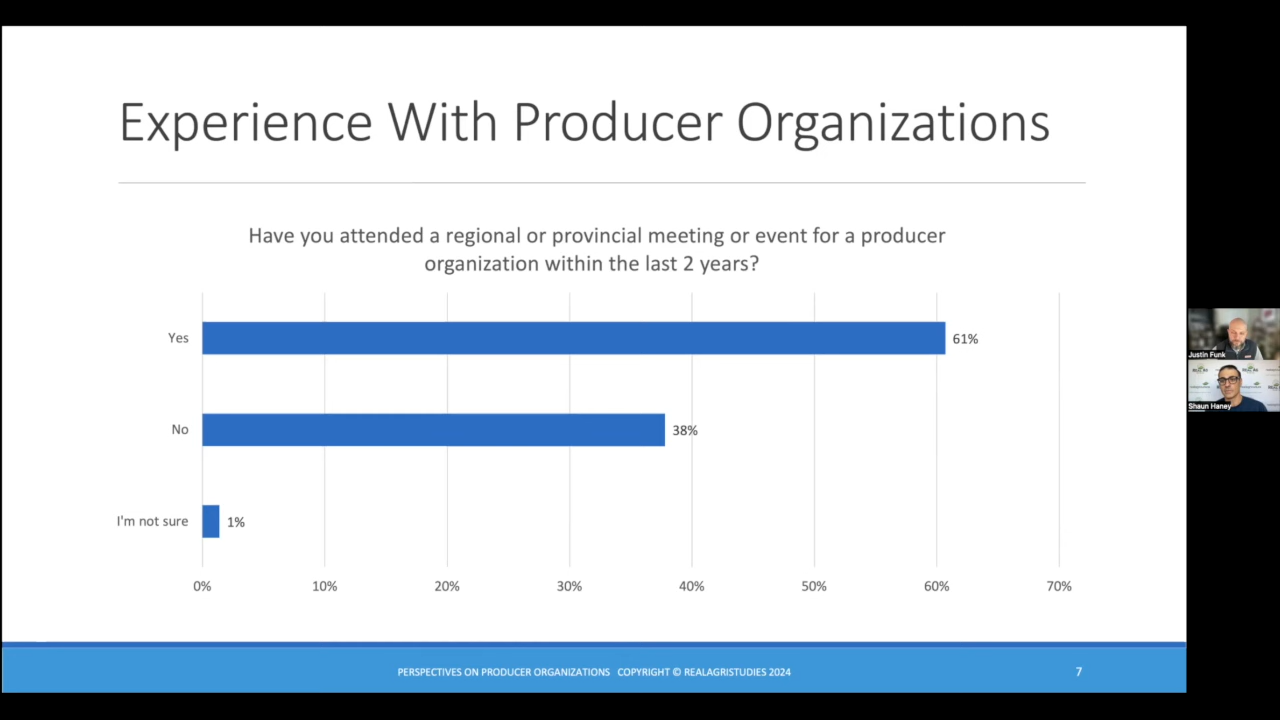 Experience With Producer Organizations
Have you attended a regional or provincial meeting or event for a producer
organization within the last 2 years?
Yes
61%
No
38%
I'm not sure
1%
0%
10%
20%
30%
40%
50%
60%
70%
PERSPECTIVES ON PRODUCER ORGANIZATIONS COPYRIGHT © REALAGRISTUDIES 2024
7
Justin Funk
Shaun Haney